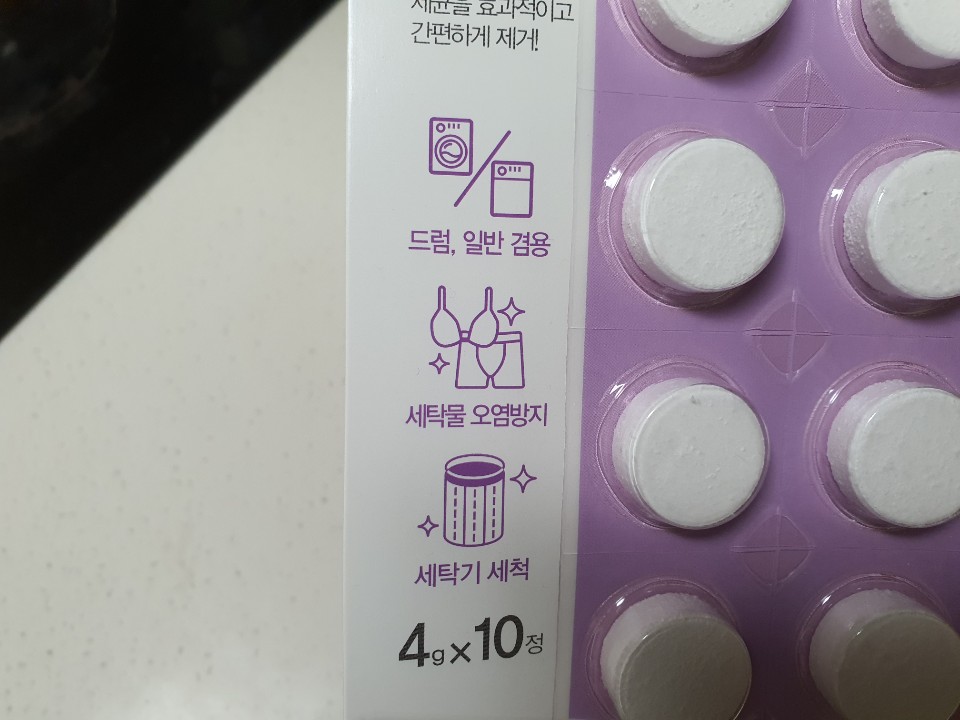 세균을 효과적이고
간편하게 제거!
드럼, 일반 겸용
세탁물 오염방지
세탁기 세척
4g×10정